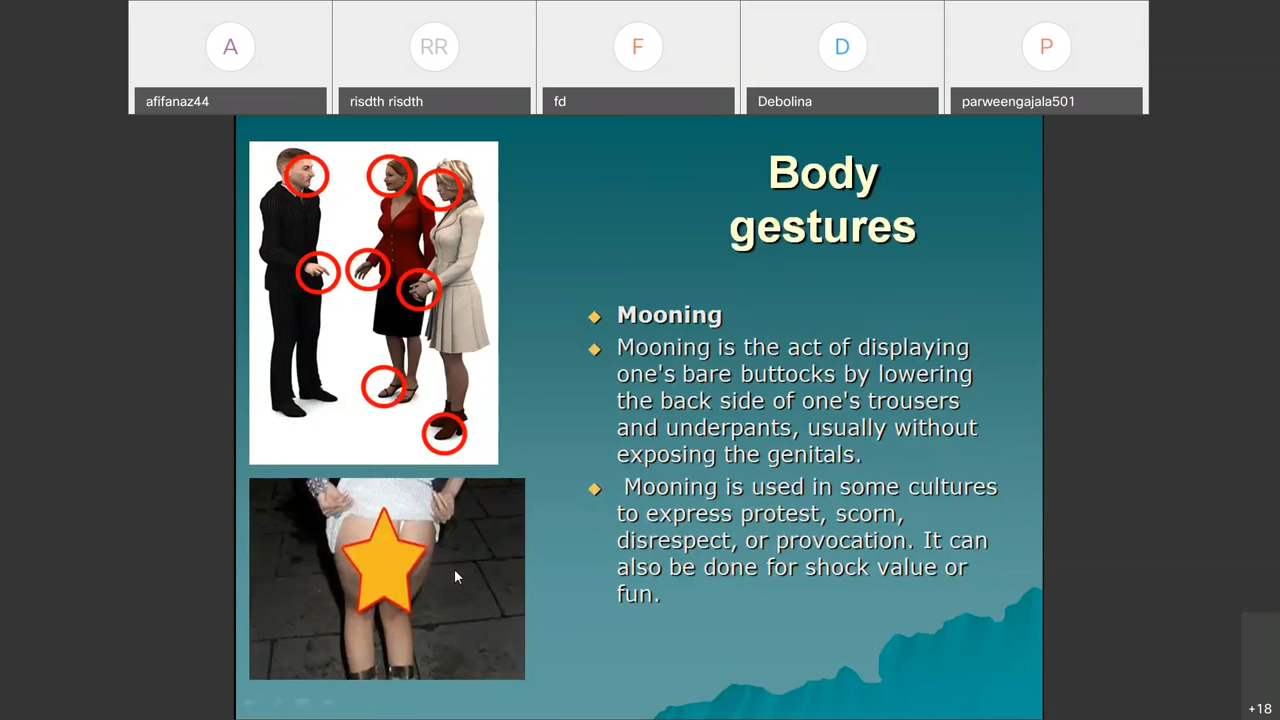 A
RR
F
D
P
afifanaz44
risdth risdth
fd
Debolina
parweengajala501
Body
gestures
Mooning
Mooning is the act of displaying
one's bare buttocks by lowering
the back side of one's trousers
and underpants, usually without
exposing the genitals.
Mooning is used in some cultures
to express protest, scorn,
disrespect, or provocation. It can
also be done for shock value or
fun.
+18